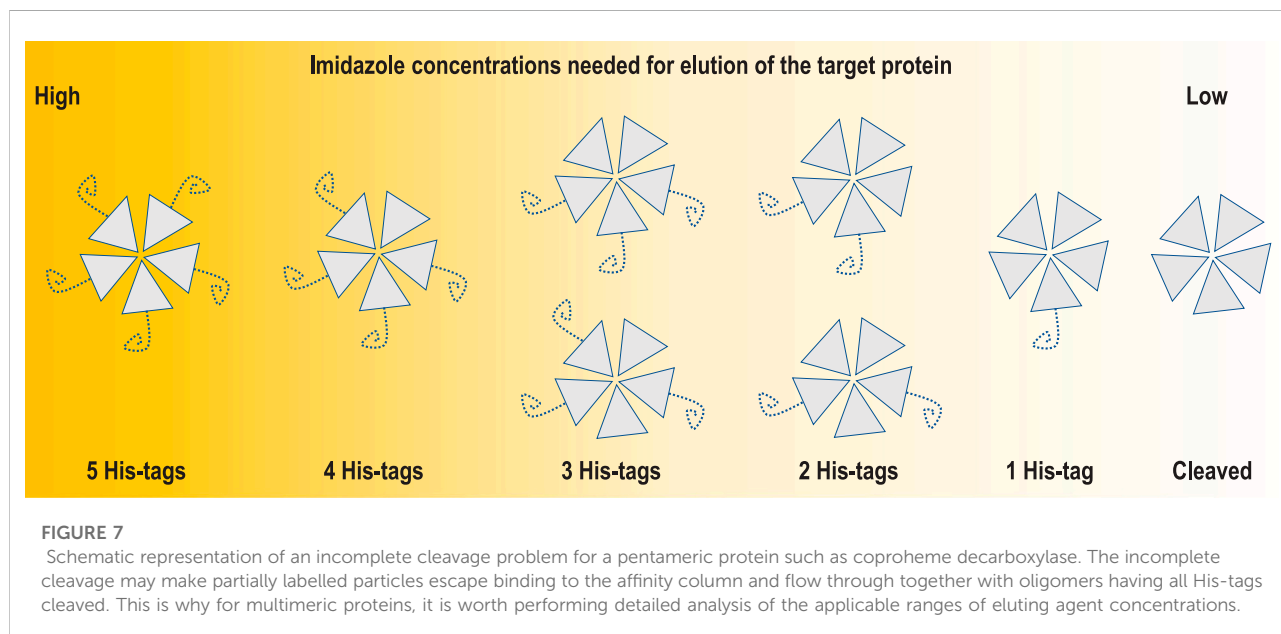 Imidazole concentrations needed for elution of the target protein
High
Low
5 His-tags
4 His-tags
3 His-tags
2 His-tags
1 His-tag
Cleaved
FIGURE 7
Schematic representation of an incomplete cleavage problem for a pentameric protein such as coproheme decarboxylase. The incomplete
cleavage may make partially labelled particles escape binding to the affinity column and flow through together with oligomers having all His-tags
cleaved. This is why for multimeric proteins, it is worth performing detailed analysis of the applicable ranges of eluting agent concentrations.